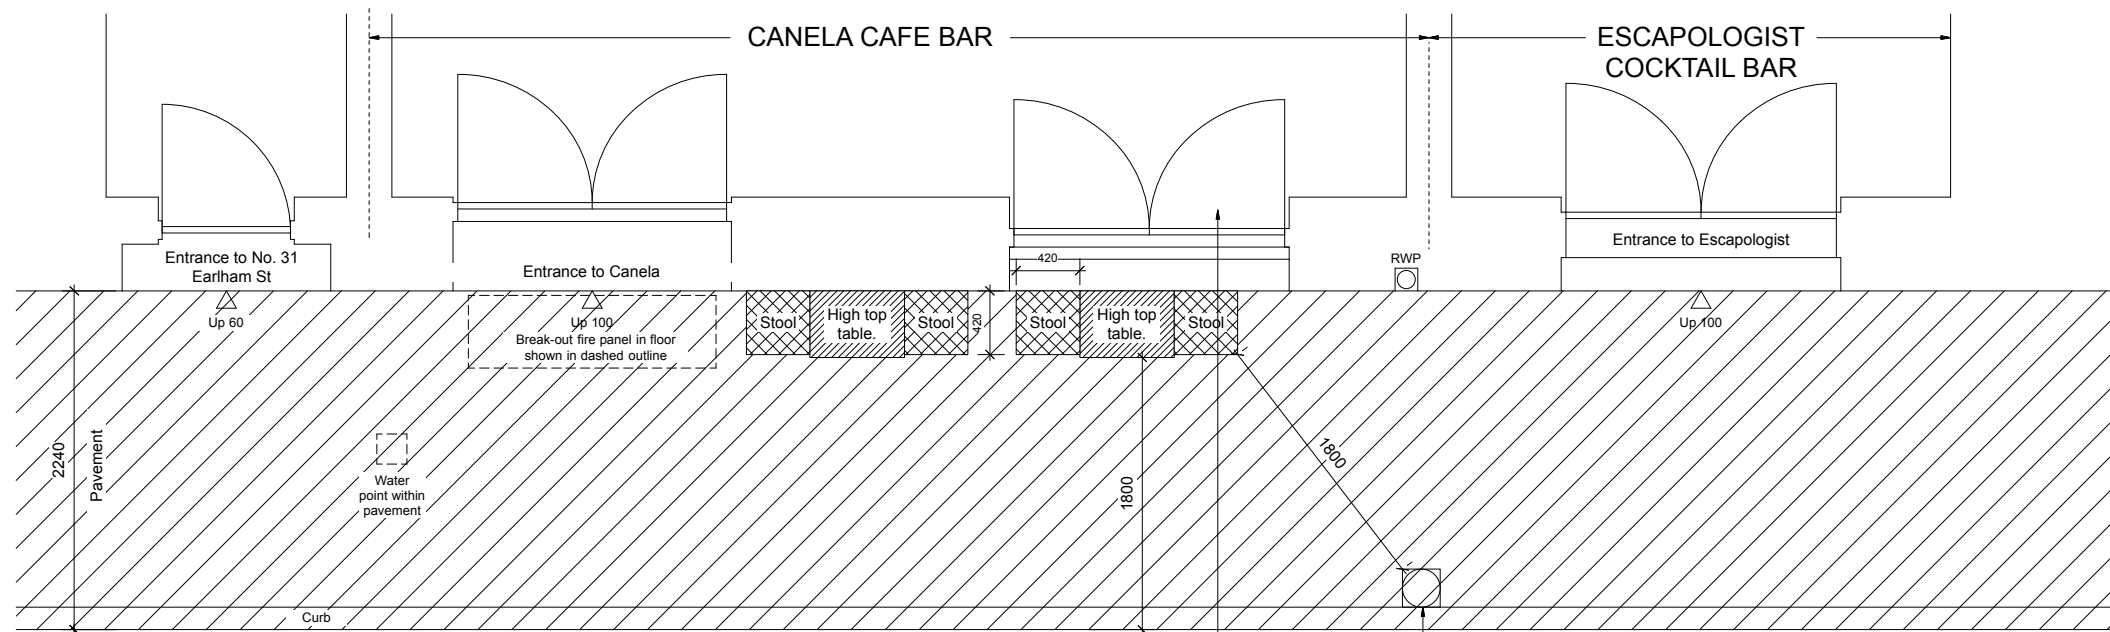 CANELA CAFE BAR
ESCAPOLOGIST
COCKTAIL BAR
Entrance to No. 31
Earlham St
Up 60
Entrance to Canela
Up 100
Break-out fire panel in floor
shown in dashed outline
Stool
High top
table.
Stool
420
420
Stool
High top
table.
Stool
RWP
Entrance to Escapologist
Up 100
2240
Pavement
Water
point within
pavement
1800
1800
Curb